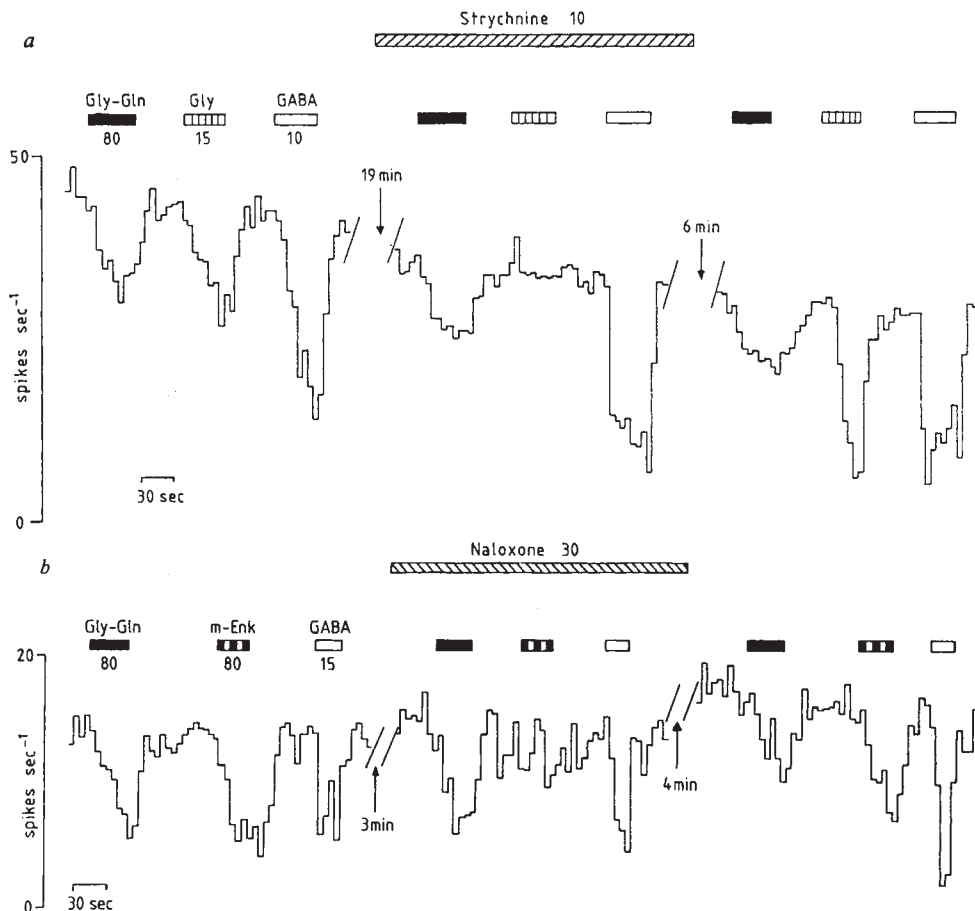 a
Strychnine 10
Gly-Gln Gly GABA
80 15 10
50
19 min
6 min
spikes sec⁻¹
30 sec
0
b
Naloxone 30
Gly-Gln m-Enk GABA
80 80 15
20
spikes sec⁻¹
3min
4min
30 sec
0